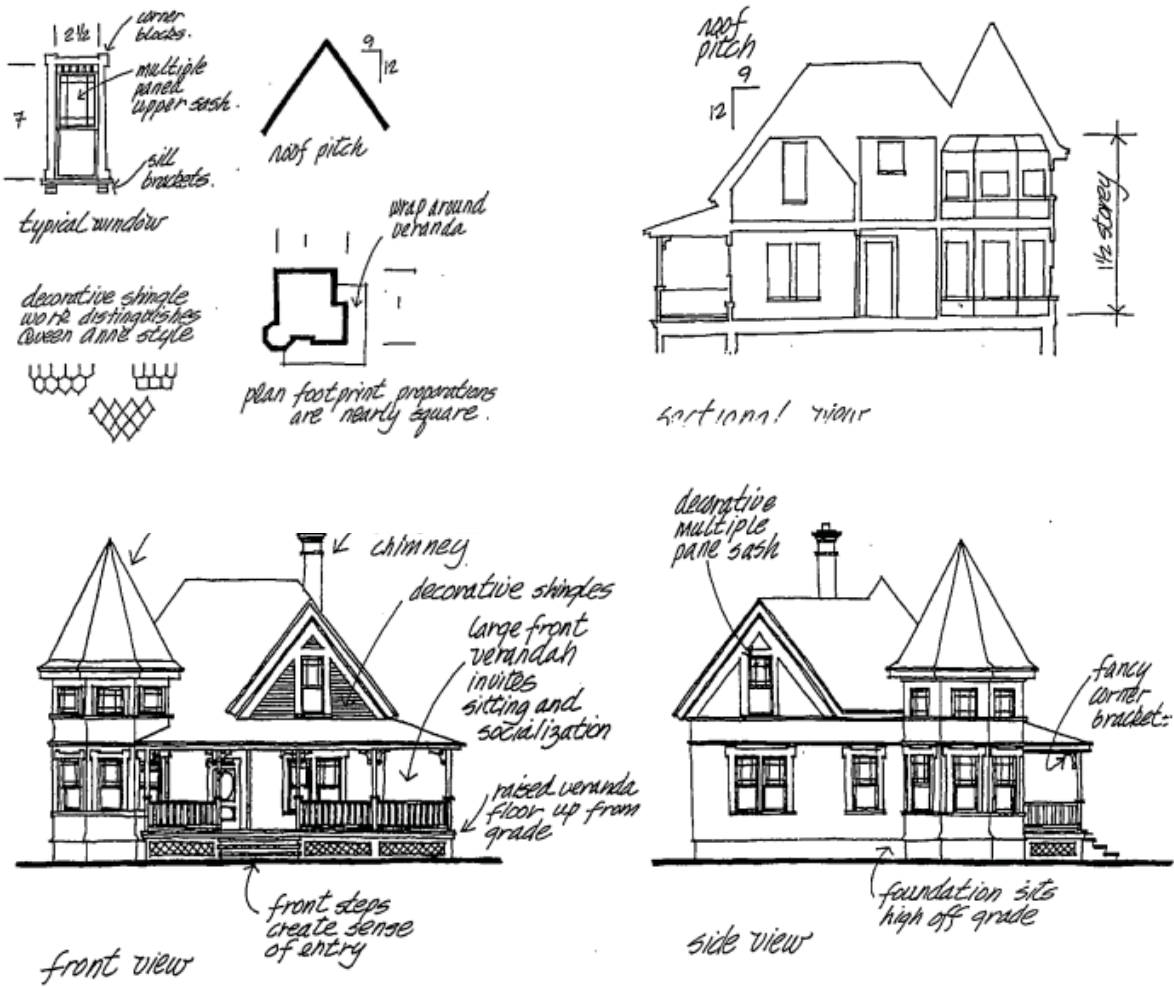 corner
blocks.
2½
multiple
paned
upper sash.
7
sill
brackets.
typical window
9
12
roof pitch
roof
pitch
9
12
1½ storey
sectional view
decorative shingle
work distinguishes
Queen Anne style
wrap around
veranda
1
1
plan footprint proporations
are nearly square.
chimney
decorative shingles
large front
verandah
invites
sitting and
socialization
raised veranda
floor up from
grade
front steps
create sense
of entry
front view
decorative
multiple
pane sash
fancy
corner
brackets
foundation sits
high off grade
side view